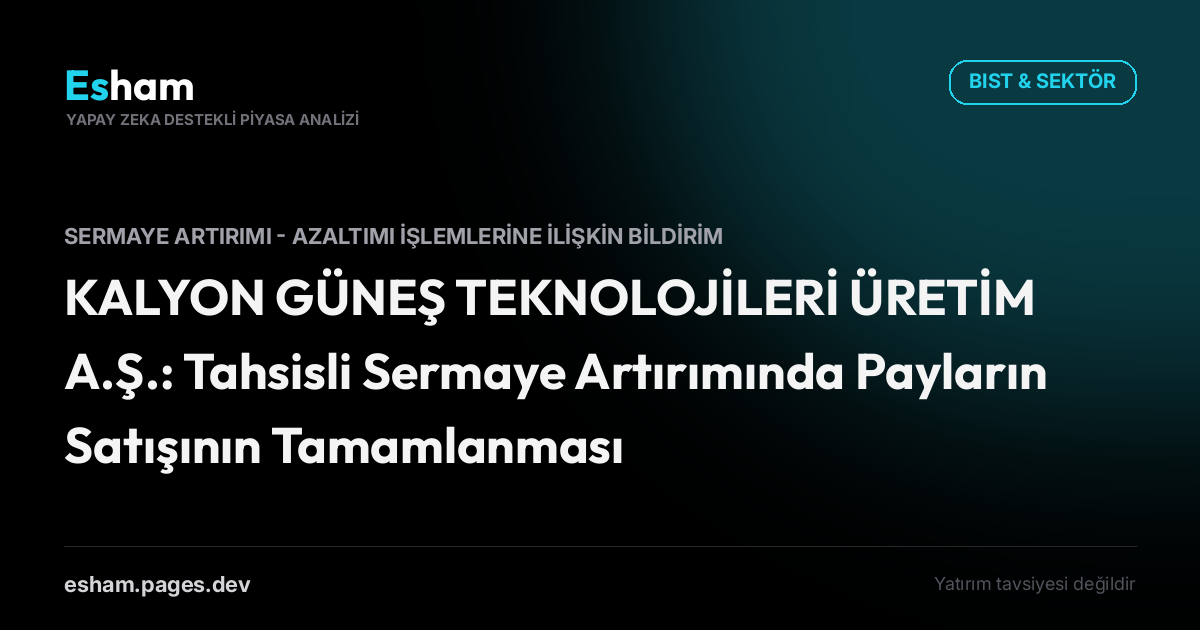 Esham
BIST & SEKTÖR
YAPAY ZEKA DESTEKLİ PİYASA ANALİZİ
SERMAYE ARTIRIMI - AZALTIMI İŞLEMLERİNE İLİŞKİN BİLDİRİM
KALYON GÜNEŞ TEKNOLOJİLERİ ÜRETİM
A.Ş.: Tahsisli Sermaye Artırımında Payların
Satışının Tamamlanması
esham.pages.dev
Yatırım tavsiyesi değildir